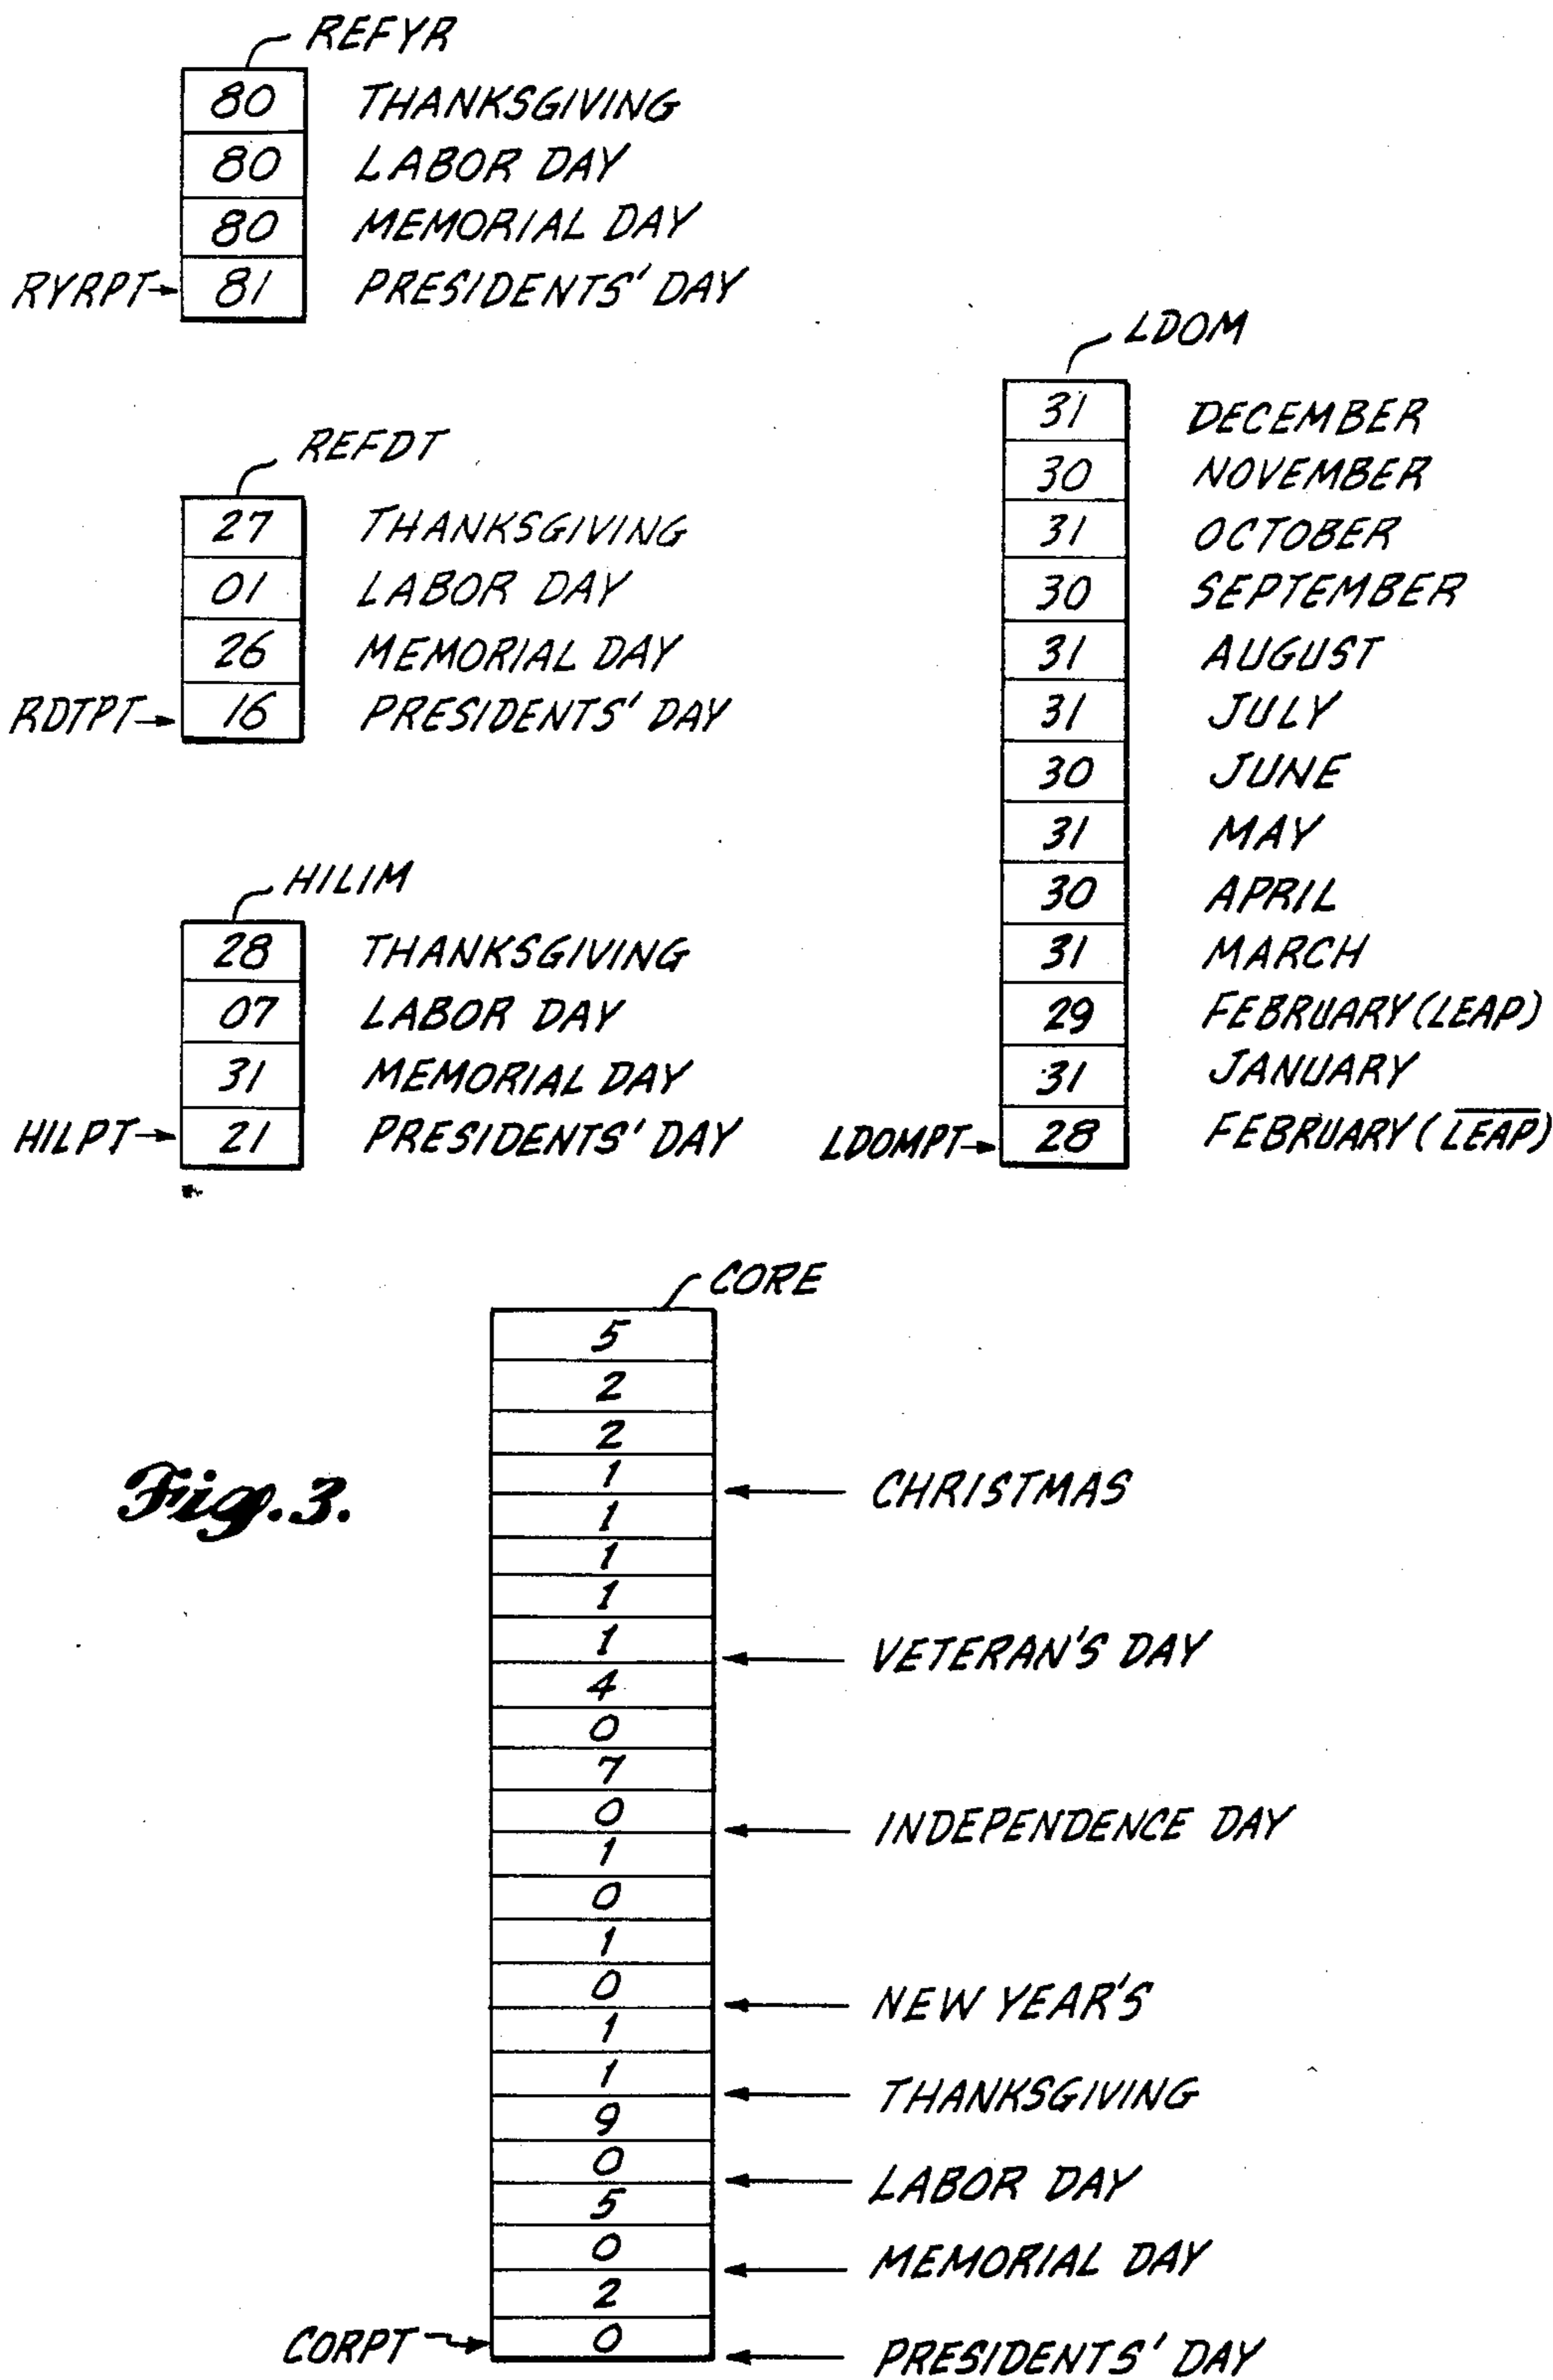 REFYR
80 THANKSGIVING
80 LABOR DAY
80 MEMORIAL DAY
RYRPT 81 PRESIDENTS' DAY
REFDT
27 THANKSGIVING
01 LABOR DAY
26 MEMORIAL DAY
RDTPT 16 PRESIDENTS' DAY
HILIM
28 THANKSGIVING
07 LABOR DAY
31 MEMORIAL DAY
HILPT 21 PRESIDENTS' DAY
LDOM
31 DECEMBER
30 NOVEMBER
31 OCTOBER
30 SEPTEMBER
31 AUGUST
31 JULY
30 JUNE
31 MAY
30 APRIL
31 MARCH
29 FEBRUARY (LEAP)
31 JANUARY
LDOMPT 28 FEBRUARY (LEAP)
CORE
5
2
2
1
CHRISTMAS
1
1
1
1
VETERAN'S DAY
4
0
7
0
INDEPENDENCE DAY
1
0
1
0
NEW YEAR'S
1
1
THANKSGIVING
9
0
LABOR DAY
5
0
MEMORIAL DAY
2
CORPT 0
PRESIDENTS' DAY
Fig. 3.